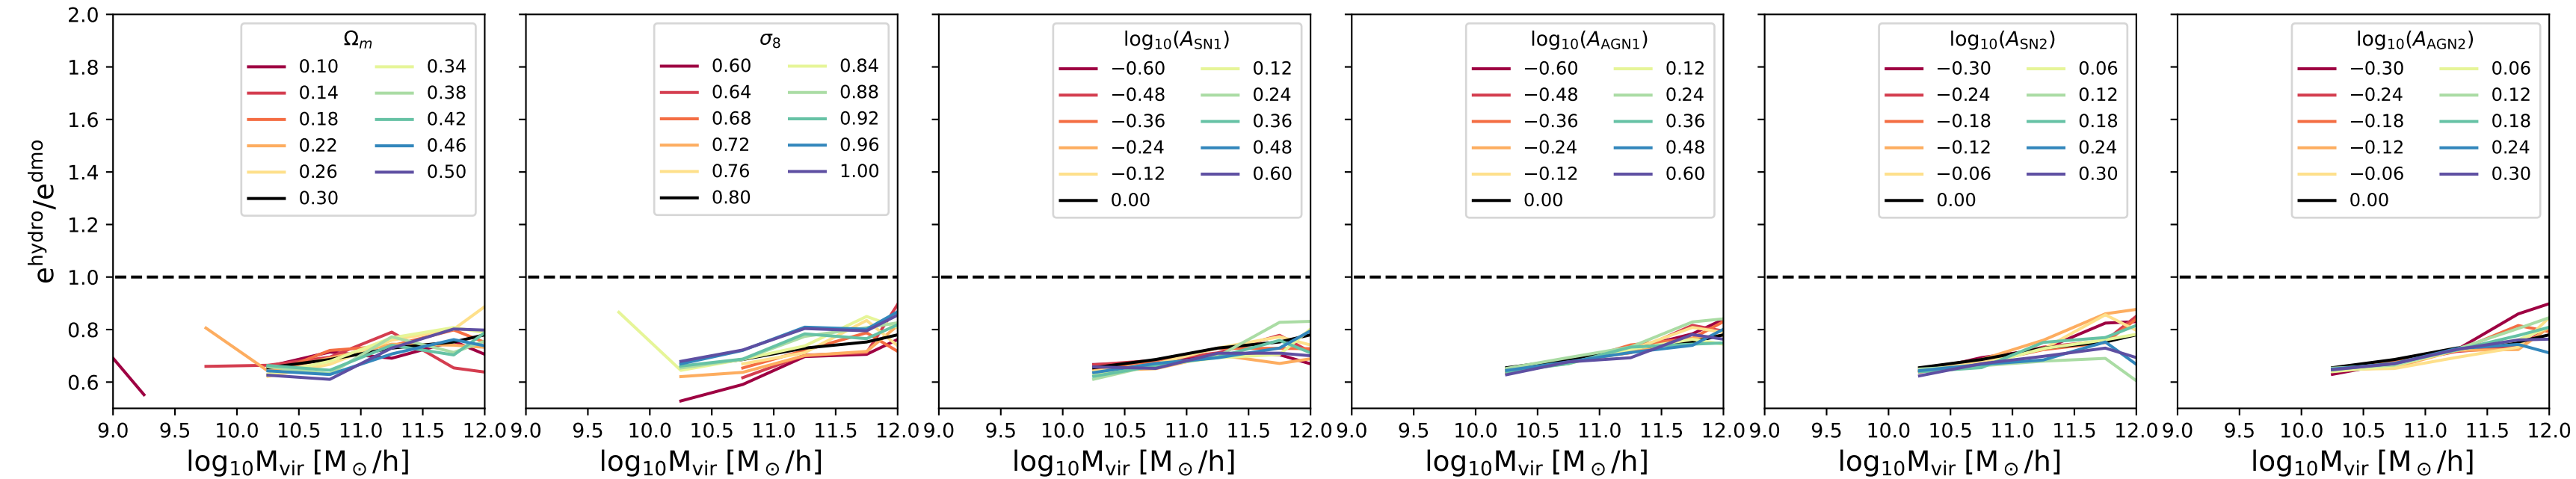 e^hydro/e^dmo
2.0
1.8
1.6
1.4
1.2
1.0
0.8
0.6
Ω_m
0.10 0.34
0.14 0.38
0.18 0.42
0.22 0.46
0.26 0.50
0.30
9.0 9.5 10.0 10.5 11.0 11.5 12.0
log₁₀M_vir [M_⊙/h]
σ₈
0.60 0.84
0.64 0.88
0.68 0.92
0.72 0.96
0.76 1.00
0.80
9.0 9.5 10.0 10.5 11.0 11.5 12.0
log₁₀M_vir [M_⊙/h]
log₁₀(A_SN1)
−0.60 0.12
−0.48 0.24
−0.36 0.36
−0.24 0.48
−0.12 0.60
0.00
9.0 9.5 10.0 10.5 11.0 11.5 12.0
log₁₀M_vir [M_⊙/h]
log₁₀(A_AGN1)
−0.60 0.12
−0.48 0.24
−0.36 0.36
−0.24 0.48
−0.12 0.60
0.00
9.0 9.5 10.0 10.5 11.0 11.5 12.0
log₁₀M_vir [M_⊙/h]
log₁₀(A_SN2)
−0.30 0.06
−0.24 0.12
−0.18 0.18
−0.12 0.24
−0.06 0.30
0.00
9.0 9.5 10.0 10.5 11.0 11.5 12.0
log₁₀M_vir [M_⊙/h]
log₁₀(A_AGN2)
−0.30 0.06
−0.24 0.12
−0.18 0.18
−0.12 0.24
−0.06 0.30
0.00
9.0 9.5 10.0 10.5 11.0 11.5 12.0
log₁₀M_vir [M_⊙/h]